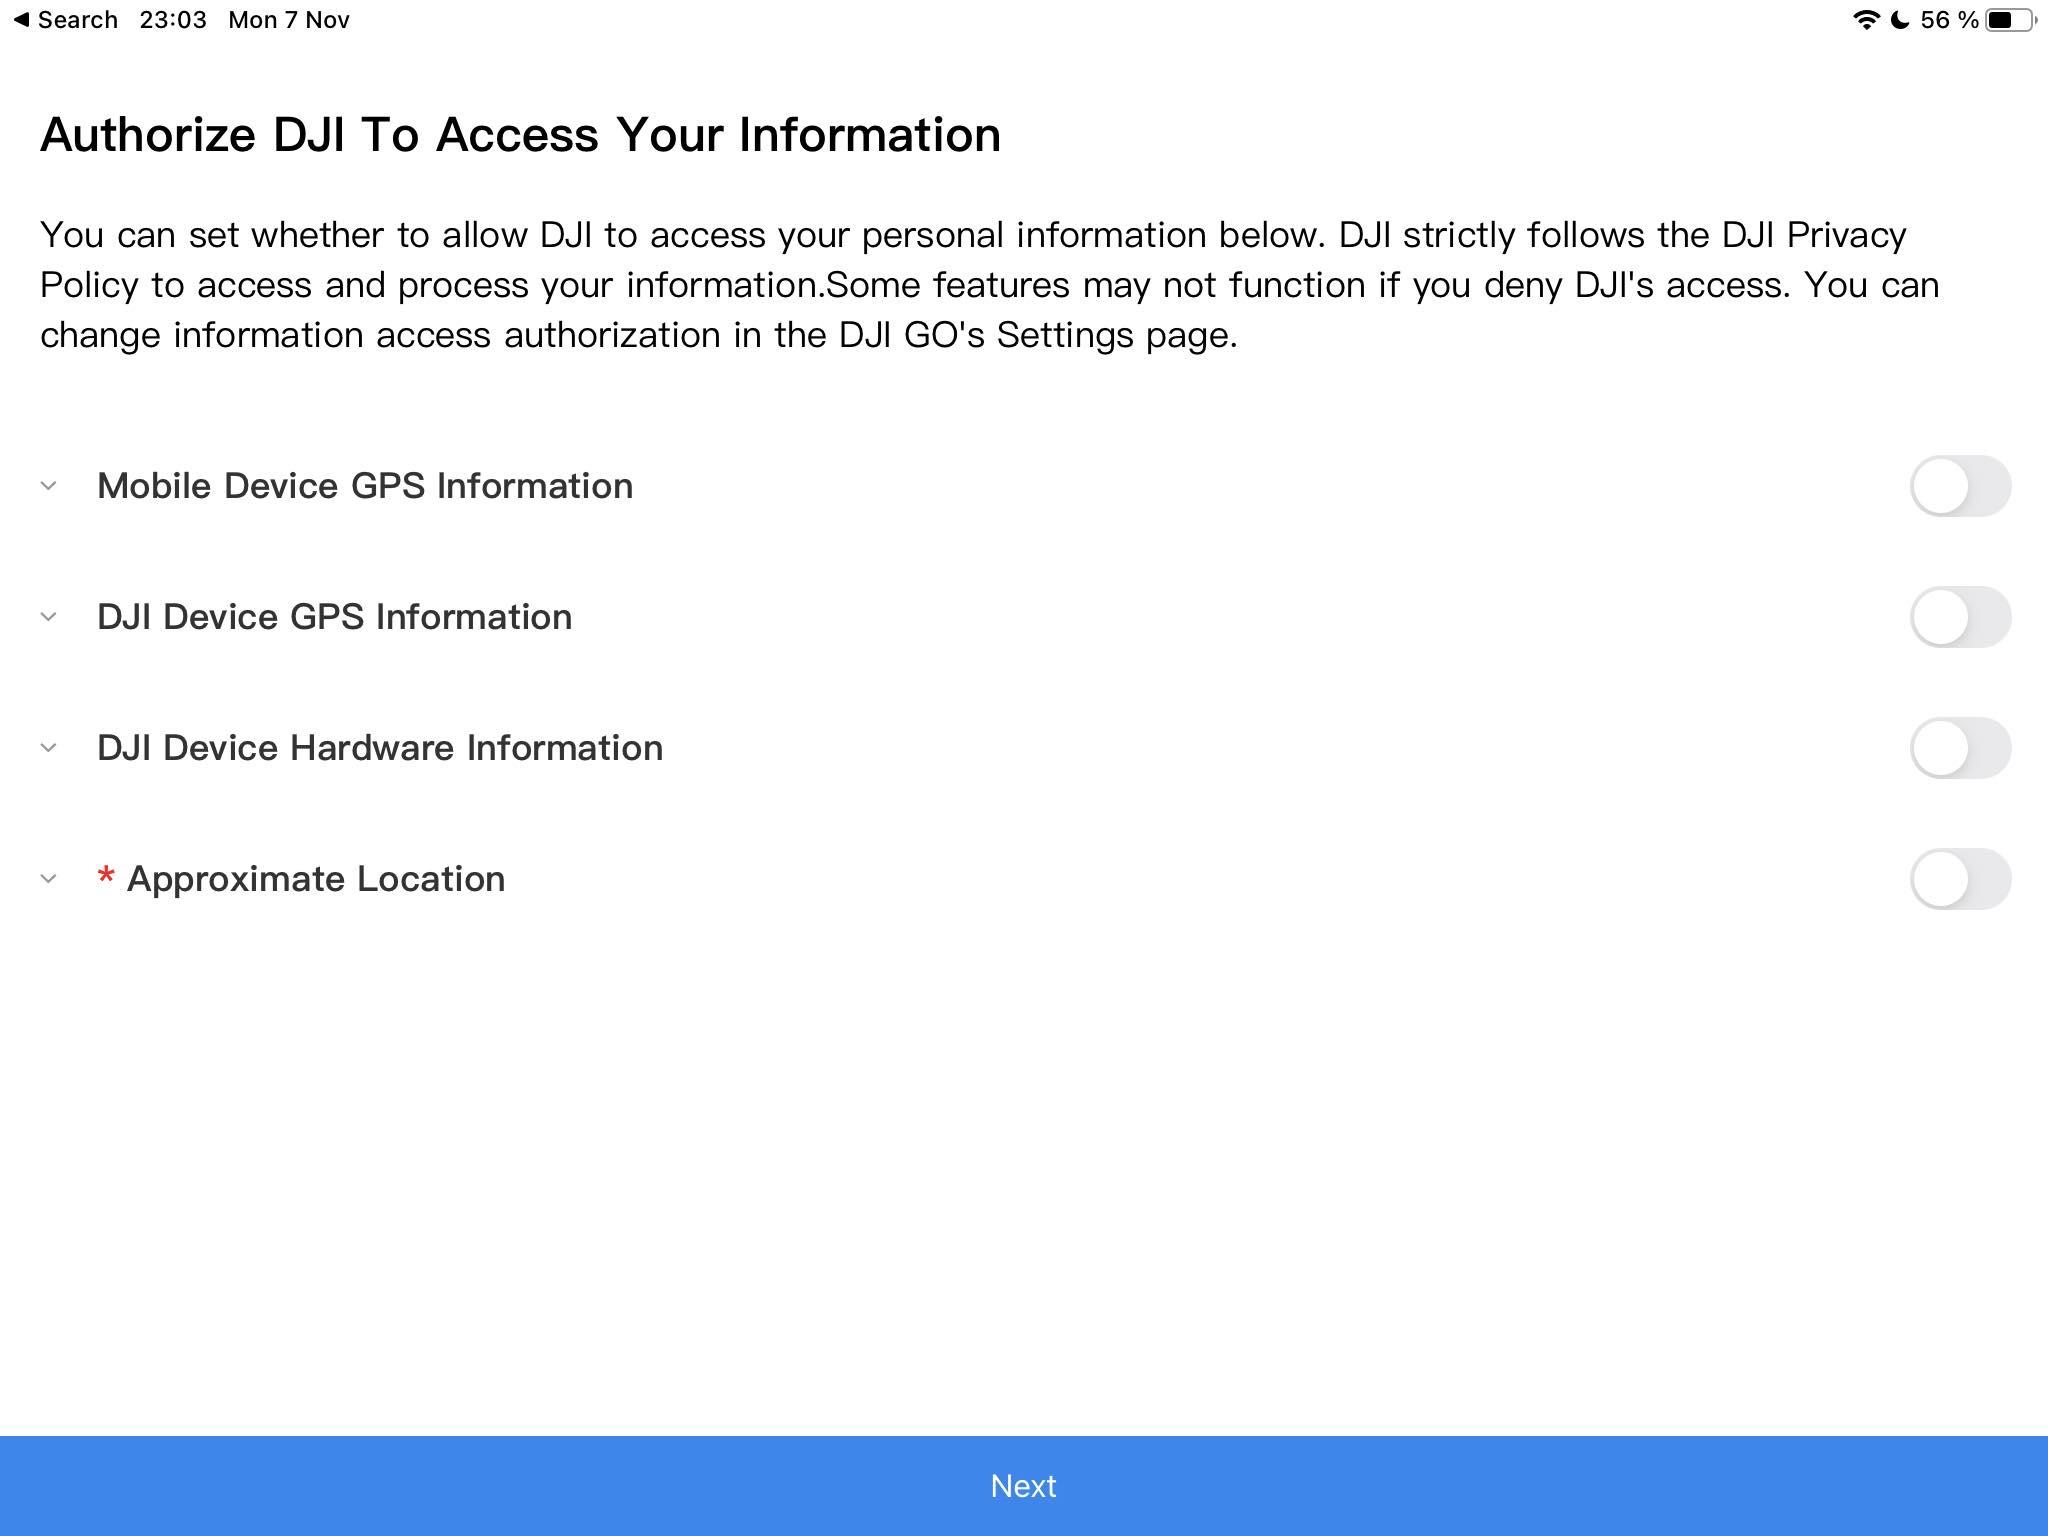 Search 23:03 Mon 7 Nov 56 %
Authorize DJI To Access Your Information
You can set whether to allow DJI to access your personal information below. DJI strictly follows the DJI Privacy
Policy to access and process your information.Some features may not function if you deny DJI's access. You can
change information access authorization in the DJI GO's Settings page.
Mobile Device GPS Information
DJI Device GPS Information
DJI Device Hardware Information
* Approximate Location
Next